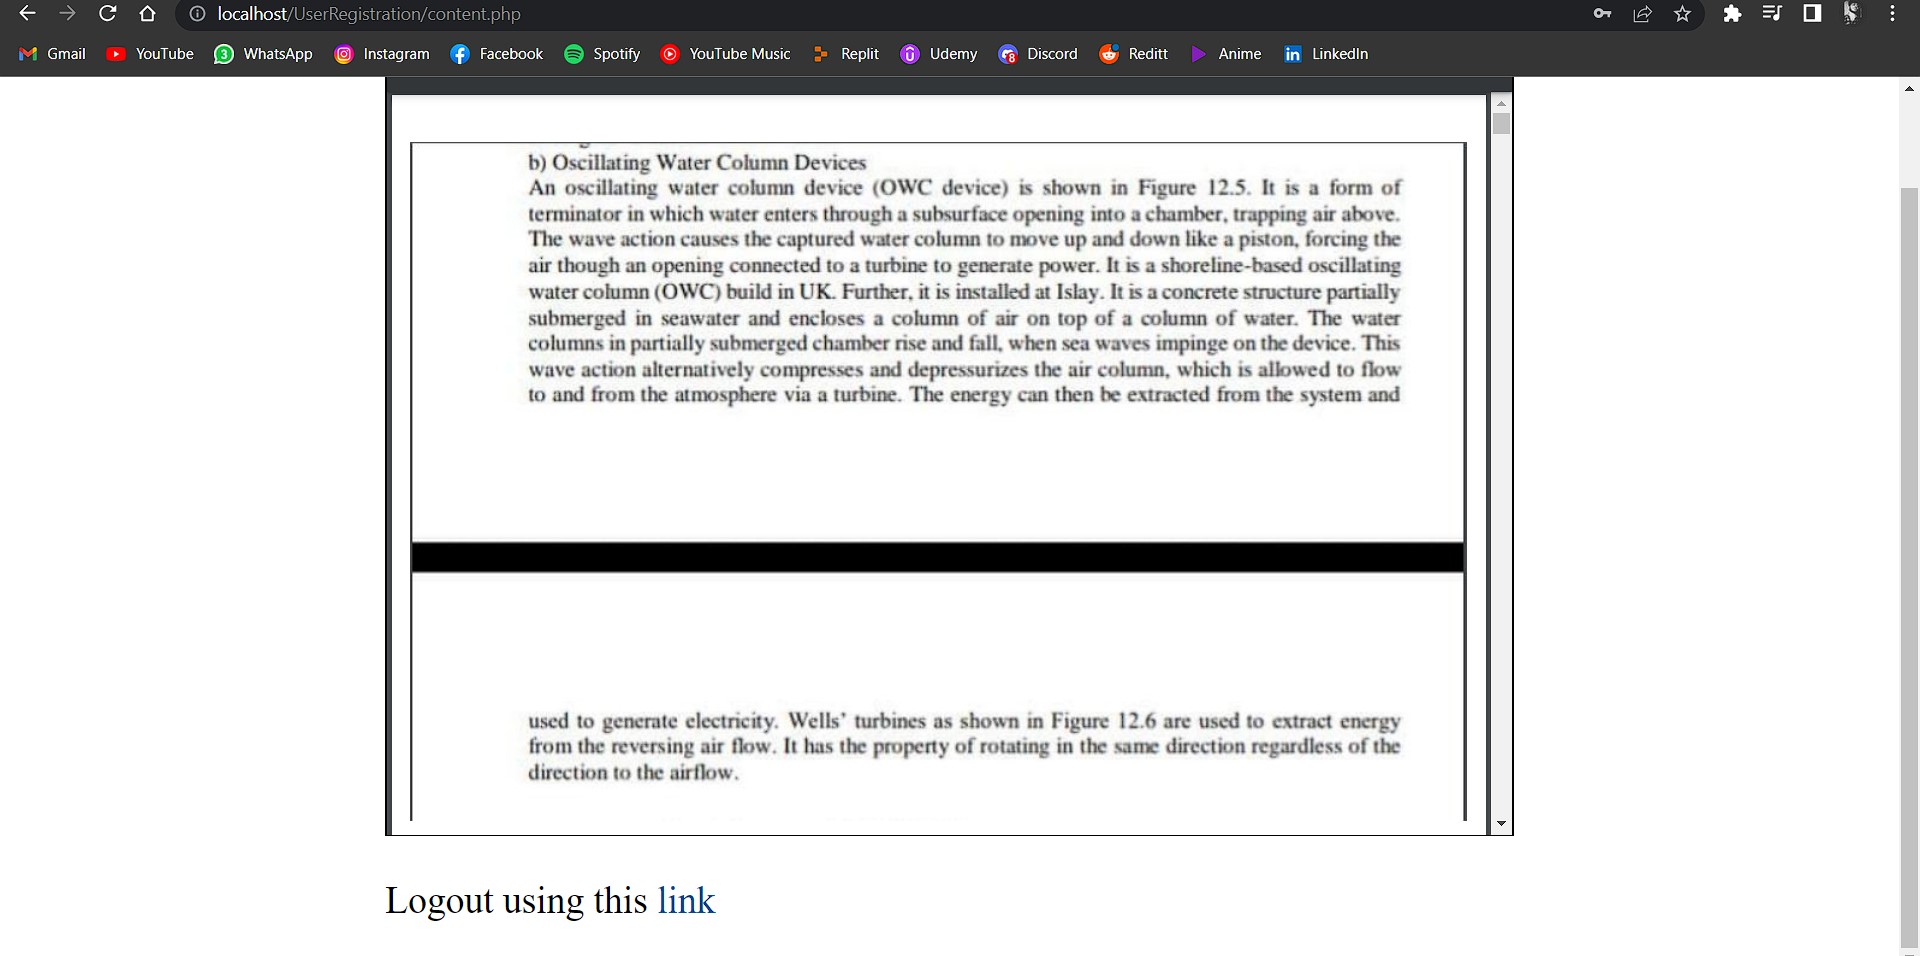 localhost/UserRegistration/content.php
Gmail YouTube WhatsApp Instagram Facebook Spotify YouTube Music Replit Udemy Discord Reditt Anime LinkedIn
b) Oscillating Water Column Devices
An oscillating water column device (OWC device) is shown in Figure 12.5. It is a form of
terminator in which water enters through a subsurface opening into a chamber, trapping air above.
The wave action causes the captured water column to move up and down like a piston, forcing the
air though an opening connected to a turbine to generate power. It is a shoreline-based oscillating
water column (OWC) build in UK. Further, it is installed at Islay. It is a concrete structure partially
submerged in seawater and encloses a column of air on top of a column of water. The water
columns in partially submerged chamber rise and fall, when sea waves impinge on the device. This
wave action alternatively compresses and depressurizes the air column, which is allowed to flow
to and from the atmosphere via a turbine. The energy can then be extracted from the system and
used to generate electricity. Wells' turbines as shown in Figure 12.6 are used to extract energy
from the reversing air flow. It has the property of rotating in the same direction regardless of the
direction to the airflow.
Logout using this link